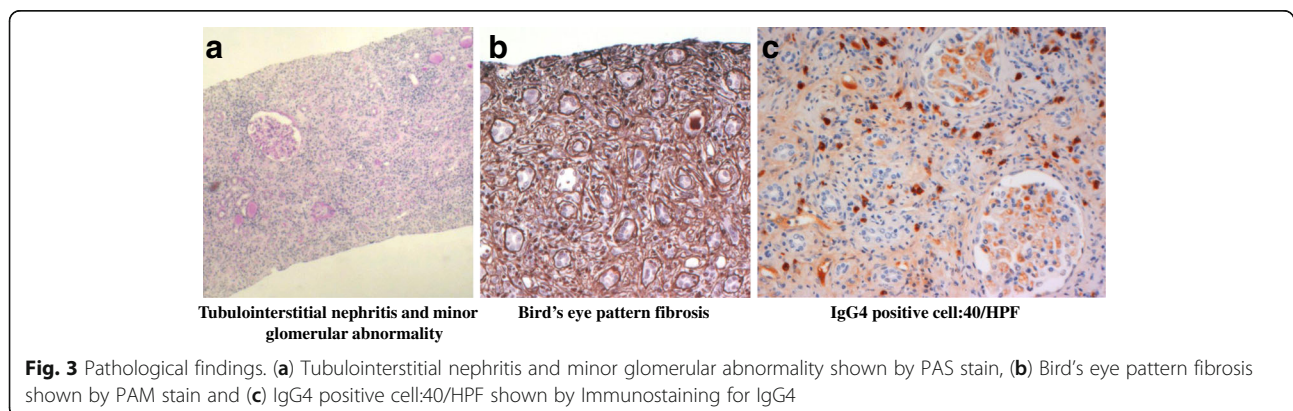 a
b
c
Tubulointerstitial nephritis and minor
glomerular abnormality
Bird's eye pattern fibrosis
IgG4 positive cell:40/HPF
Fig. 3 Pathological findings. (a) Tubulointerstitial nephritis and minor glomerular abnormality shown by PAS stain, (b) Bird's eye pattern fibrosis
shown by PAM stain and (c) IgG4 positive cell:40/HPF shown by Immunostaining for IgG4